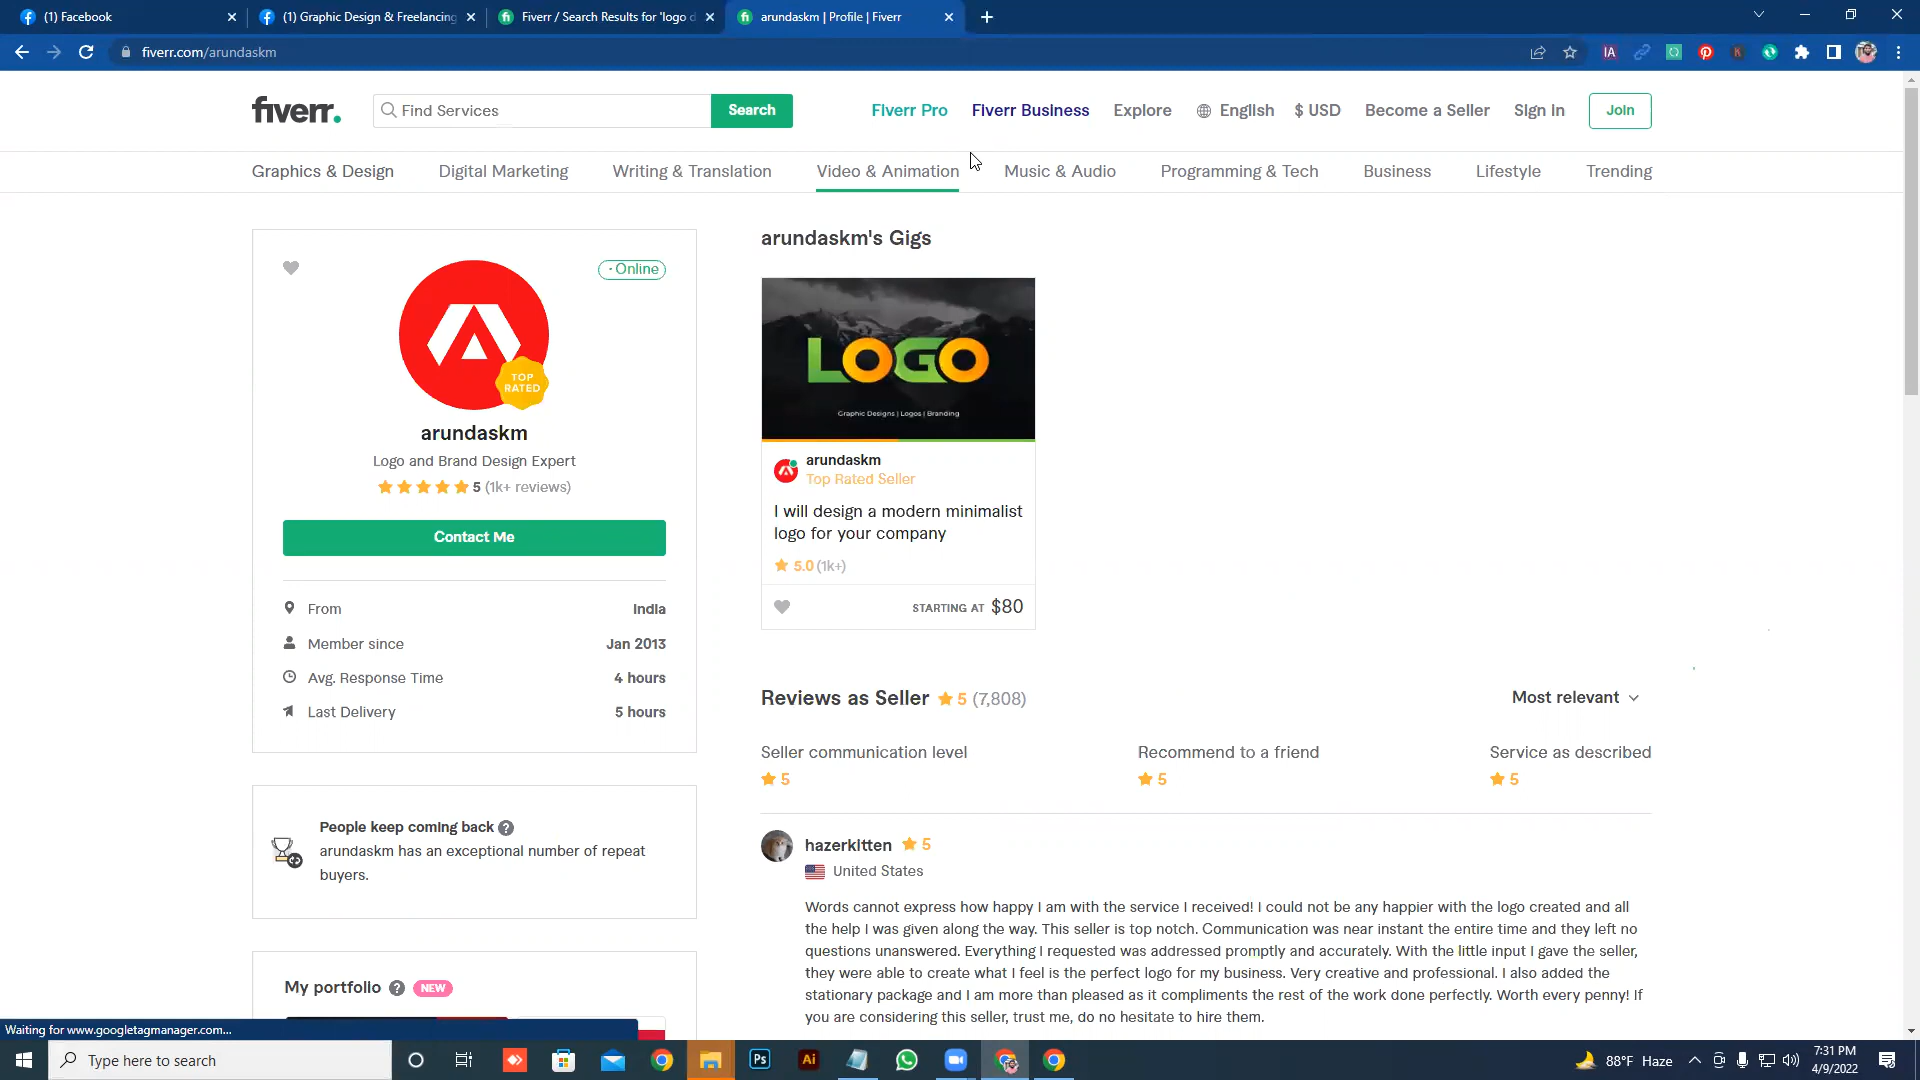 (1) Facebook
(1) Graphic Design & Freelancing
Fiverr / Search Results for 'logo d
arundaskm | Profile | Fiverr
fiverr.com/arundaskm
fiverr.
Find Services
Search
Fiverr Pro
Fiverr Business
Explore
English
$ USD
Become a Seller
Sign In
Join
Graphics & Design
Digital Marketing
Writing & Translation
Video & Animation
Music & Audio
Programming & Tech
Business
Lifestyle
Trending
Online
TOP
RATED
arundaskm
Logo and Brand Design Expert
5 (1k+ reviews)
Contact Me
From India
Member since Jan 2013
Avg. Response Time 4 hours
Last Delivery 5 hours
People keep coming back ?
arundaskm has an exceptional number of repeat
buyers.
My portfolio ? NEW
arundaskm's Gigs
LOGO
Graphic Designs | Logos | Branding
arundaskm
Top Rated Seller
I will design a modern minimalist
logo for your company
5.0 (1k+)
STARTING AT $80
Reviews as Seller 5 (7,808)
Most relevant
Seller communication level
5
Recommend to a friend
5
Service as described
5
hazerkitten 5
United States
Words cannot express how happy I am with the service I received! I could not be any happier with the logo created and all
the help I was given along the way. This seller is top notch. Communication was near instant the entire time and they left no
questions unanswered. Everything I requested was addressed promptly and accurately. With the little input I gave the seller,
they were able to create what I feel is the perfect logo for my business. Very creative and professional. I also added the
stationary package and I am more than pleased as it compliments the rest of the work done perfectly. Worth every penny! If
you are considering this seller, trust me, do no hesitate to hire them.
Waiting for www.googletagmanager.com...
Type here to search
Ps
Ai
88°F Haze
7:31 PM
4/9/2022
IA
K